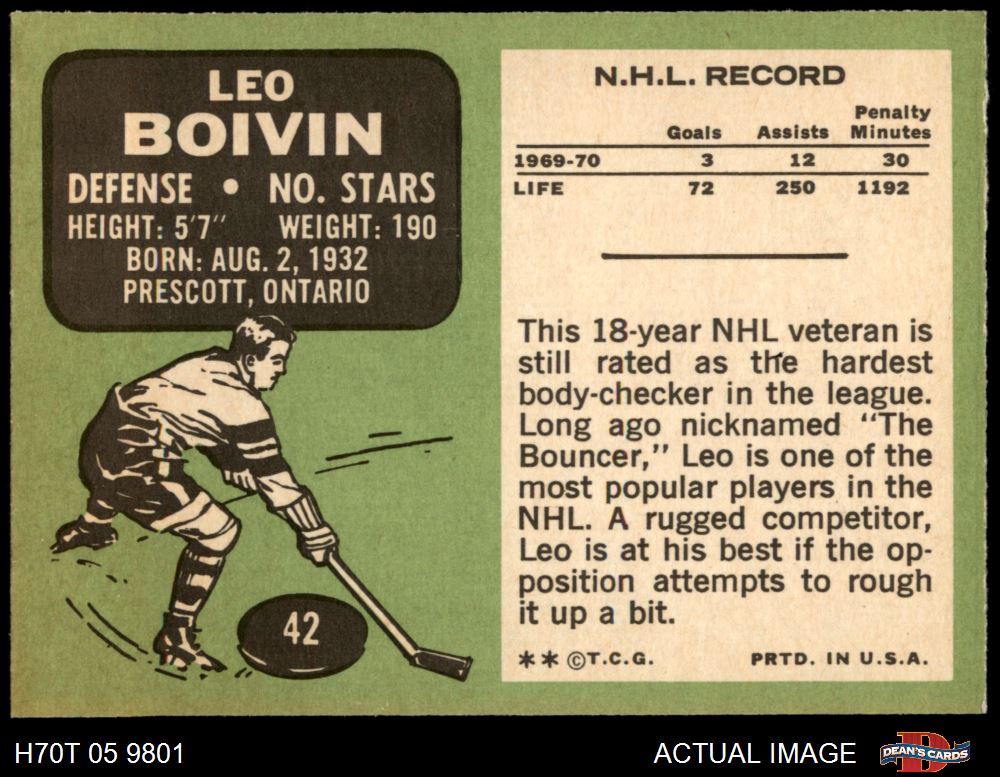 LEO
BOIVIN
DEFENSE • NO. STARS
HEIGHT: 5'7" WEIGHT: 190
BORN: AUG. 2, 1932
PRESCOTT, ONTARIO
42
N.H.L. RECORD
Goals Assists Penalty Minutes
1969-70 3 12 30
LIFE 72 250 1192
This 18-year NHL veteran is
still rated as the hardest
body-checker in the league.
Long ago nicknamed "The
Bouncer," Leo is one of the
most popular players in the
NHL. A rugged competitor,
Leo is at his best if the op-
position attempts to rough
it up a bit.
** ©T.C.G. PRTD. IN U.S.A.
H70T 05 9801 ACTUAL IMAGE D DEAN'S CARDS